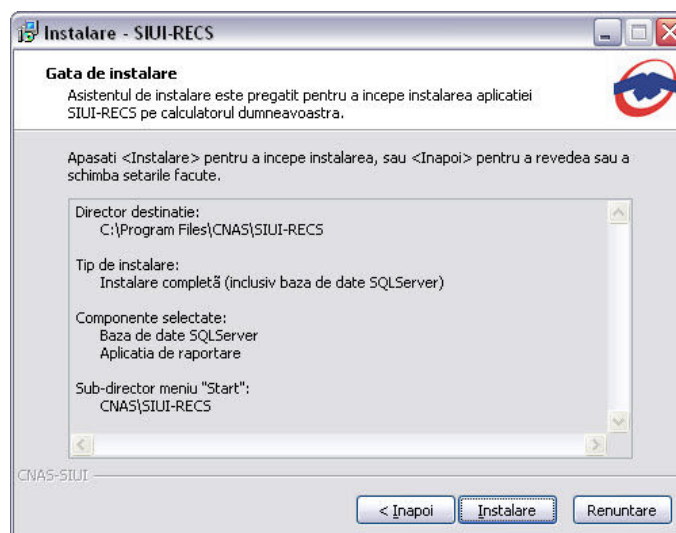 Instalare - SIUI-RECS
Gata de instalare
Asistentul de instalare este pregatit pentru a incepe instalarea aplicatiei
SIUI-RECS pe calculatorul dumneavoastra.
Apasati <Instalare> pentru a incepe instalarea, sau <Inapoi> pentru a revedea sau a
schimba setarile facute.
Director destinatie:
C:\Program Files\CNAS\SIUI-RECS
Tip de instalare:
Instalare completã (inclusiv baza de date SQLServer)
Componente selectate:
Baza de date SQLServer
Aplicatia de raportare
Sub-director meniu "Start":
CNAS\SIUI-RECS
CNAS-SIUI
< Inapoi
Instalare
Renuntare